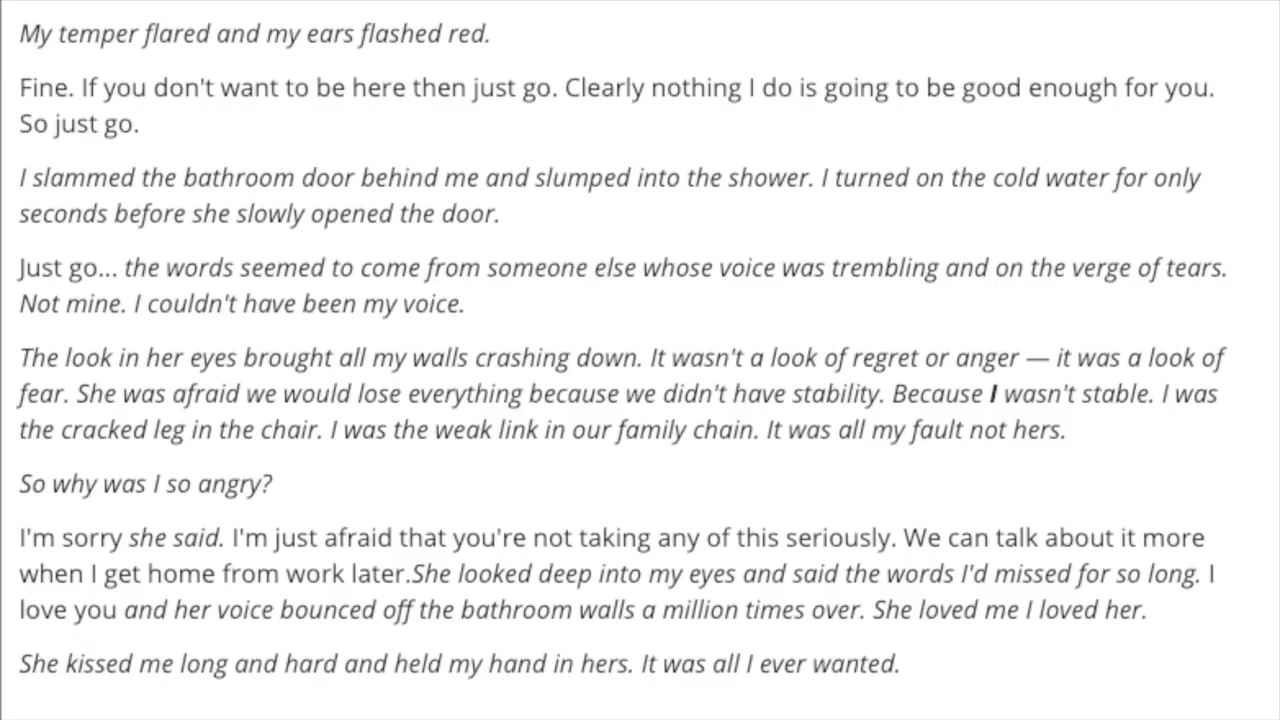 My temper flared and my ears flashed red.
Fine. If you don't want to be here then just go. Clearly nothing I do is going to be good enough for you.
So just go.
I slammed the bathroom door behind me and slumped into the shower. I turned on the cold water for only
seconds before she slowly opened the door.
Just go... the words seemed to come from someone else whose voice was trembling and on the verge of tears.
Not mine. I couldn't have been my voice.
The look in her eyes brought all my walls crashing down. It wasn't a look of regret or anger — it was a look of
fear. She was afraid we would lose everything because we didn't have stability. Because I wasn't stable. I was
the cracked leg in the chair. I was the weak link in our family chain. It was all my fault not hers.
So why was I so angry?
I'm sorry she said. I'm just afraid that you're not taking any of this seriously. We can talk about it more
when I get home from work later.She looked deep into my eyes and said the words I'd missed for so long. I
love you and her voice bounced off the bathroom walls a million times over. She loved me I loved her.
She kissed me long and hard and held my hand in hers. It was all I ever wanted.